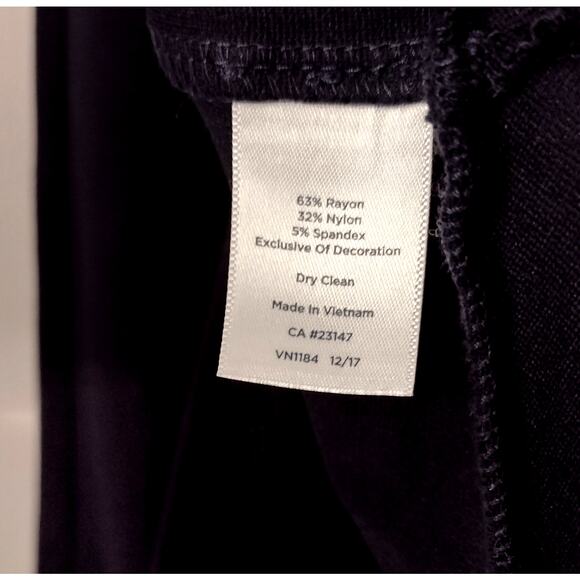 63% Rayon
32% Nylon
5% Spandex
Exclusive Of Decoration
Dry Clean
Made In Vietnam
CA #23147
VN1184 12/17